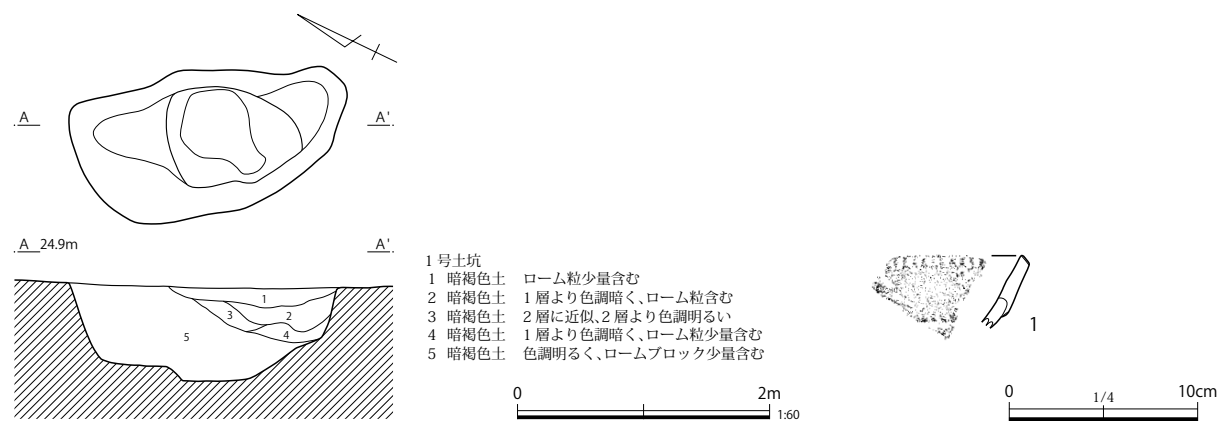 A A'
A 24.9m A'
1
2
3
4
5
1号土坑
1 暗褐色土 ローム粒少量含む
2 暗褐色土 1層より色調暗く、ローム粒含む
3 暗褐色土 2層に近似、2層より色調明るい
4 暗褐色土 1層より色調暗く、ローム粒少量含む
5 暗褐色土 色調明るく、ロームブロック少量含む
0 2m
1:60
1
0 1/4 10cm